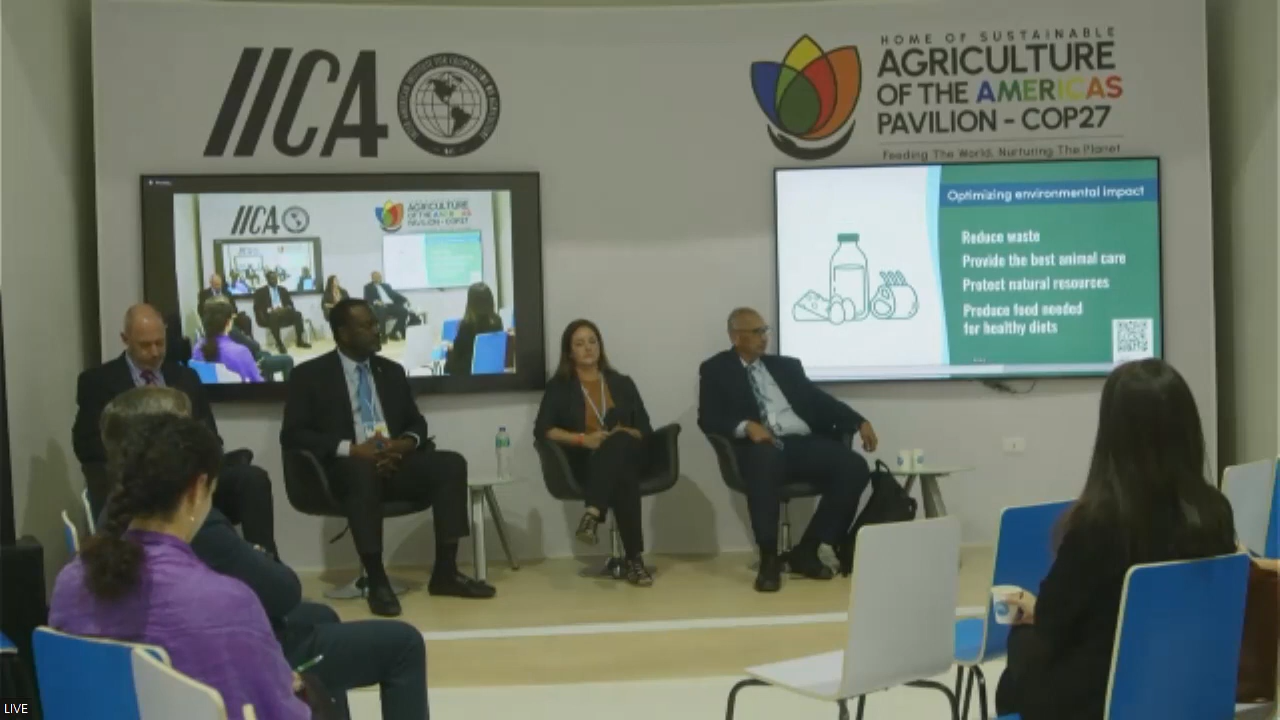 IICA
HOME OF SUSTAINABLE
AGRICULTURE
OF THE AMERICAS
PAVILION - COP27
Feeding The World, Nurturing The Planet
IICA
AGRICULTURE
OF THE AMERICAS
PAVILION - COP27
Optimizing environmental impact
Reduce waste
Provide the best animal care
Protect natural resources
Produce food needed
for healthy diets
LIVE